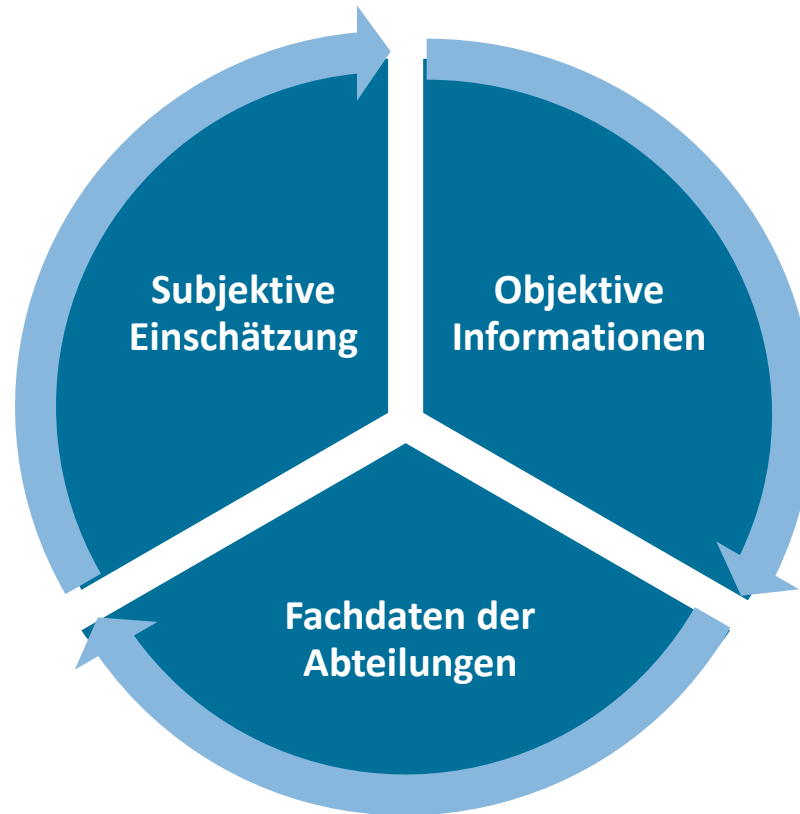 Subjektive
Einschätzung
Objektive
Informationen
Fachdaten der
Abteilungen